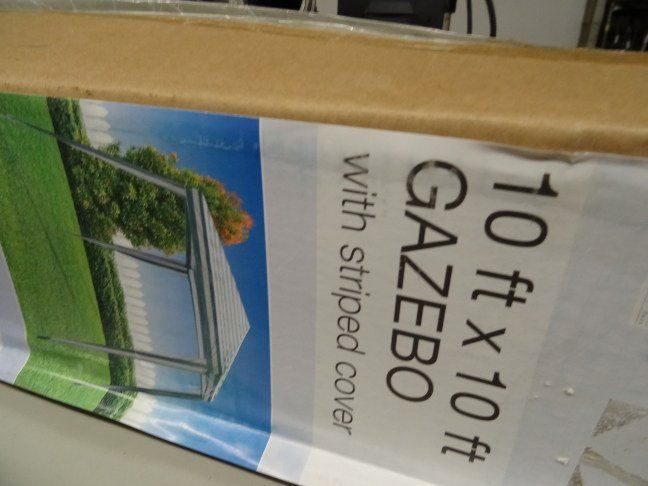 10 ft x 10 ft
GAZEBO
with striped cover